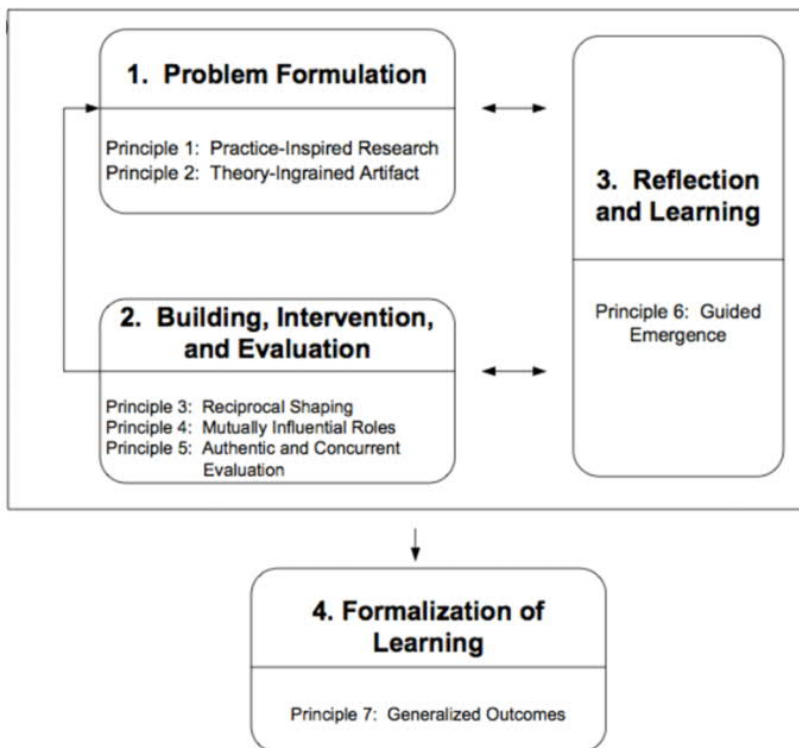 1. Problem Formulation
Principle 1: Practice-Inspired Research
Principle 2: Theory-Ingrained Artifact
2. Building, Intervention,
and Evaluation
Principle 3: Reciprocal Shaping
Principle 4: Mutually Influential Roles
Principle 5: Authentic and Concurrent
Evaluation
3. Reflection
and Learning
Principle 6: Guided
Emergence
4. Formalization of
Learning
Principle 7: Generalized Outcomes